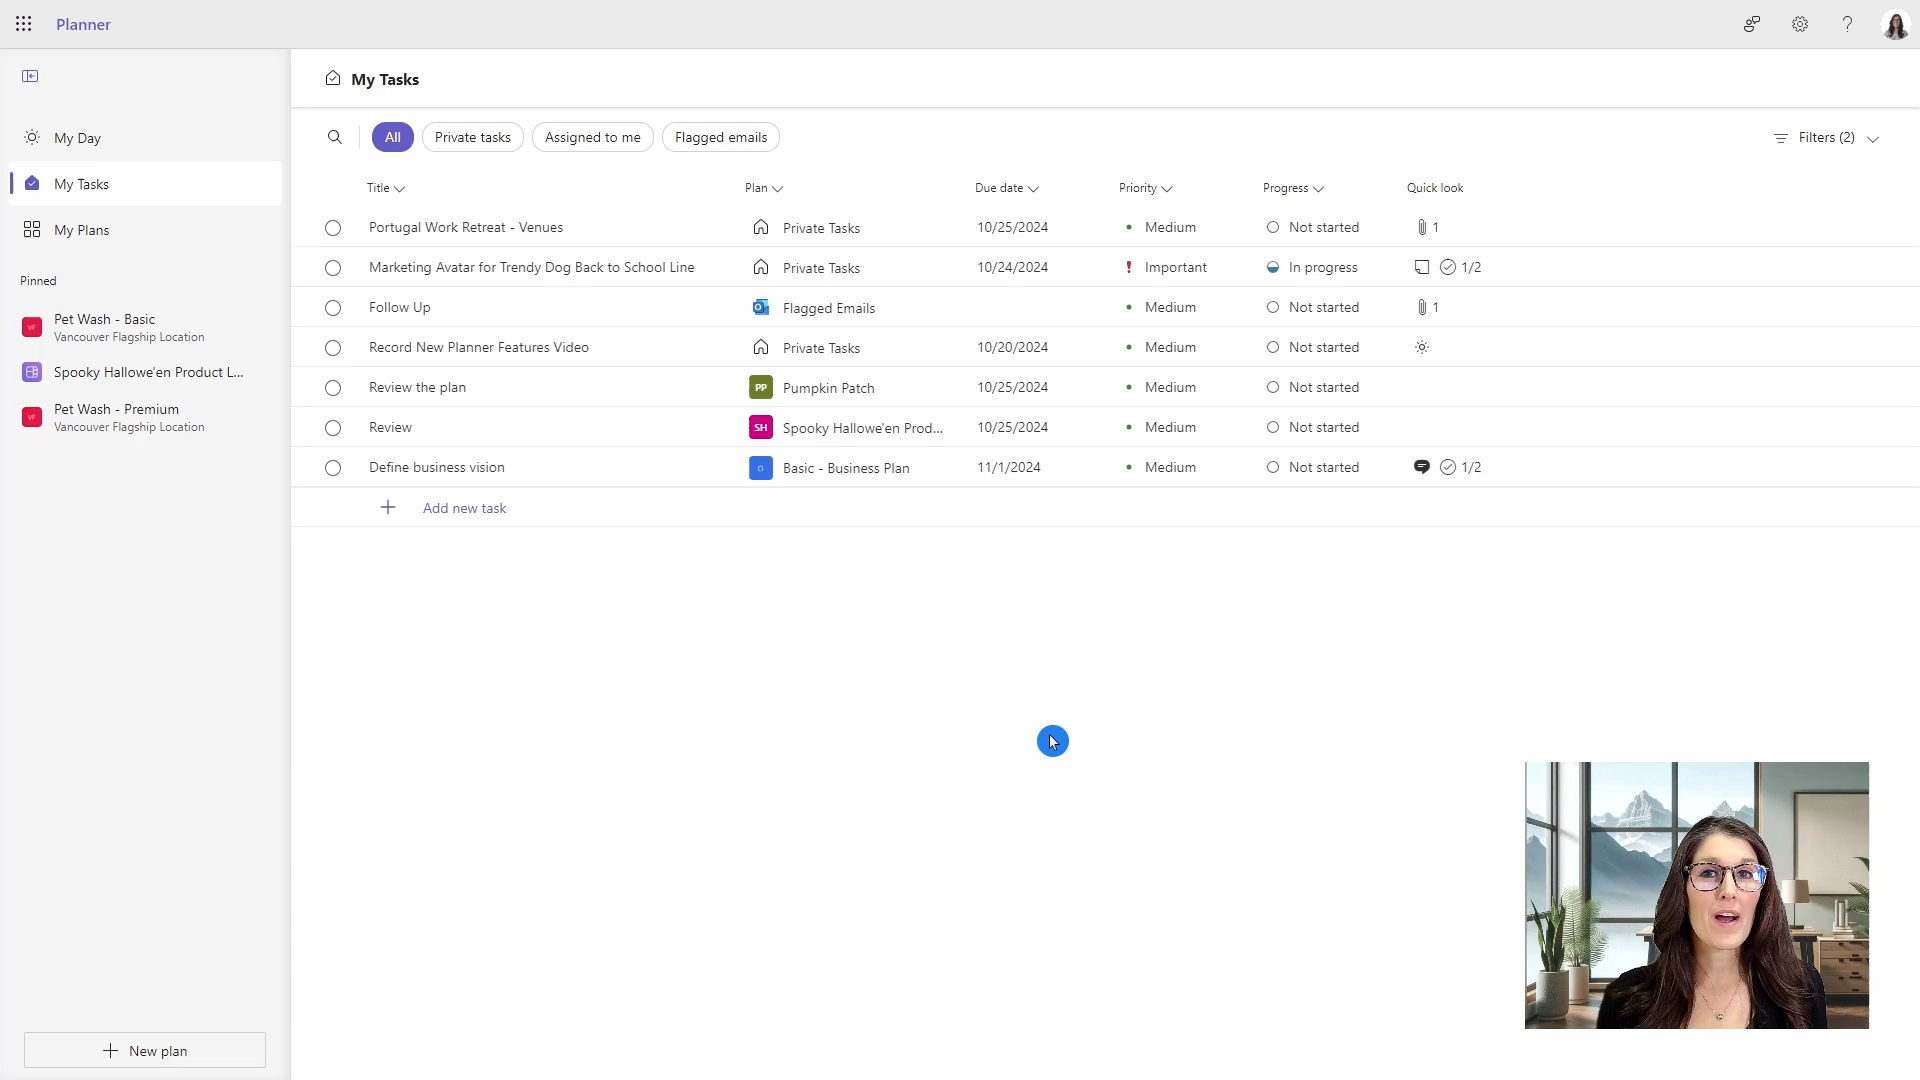 Planner
My Day
My Tasks
My Plans
Pinned
VF
Pet Wash - Basic
Vancouver Flagship Location
Spooky Hallowe'en Product L...
VF
Pet Wash - Premium
Vancouver Flagship Location
New plan
My Tasks
All
Private tasks
Assigned to me
Flagged emails
Filters (2)
Title Plan Due date Priority Progress Quick look
Portugal Work Retreat - Venues Private Tasks 10/25/2024 Medium Not started 1
Marketing Avatar for Trendy Dog Back to School Line Private Tasks 10/24/2024 Important In progress 1/2
Follow Up Flagged Emails Medium Not started 1
Record New Planner Features Video Private Tasks 10/20/2024 Medium Not started
Review the plan PP Pumpkin Patch 10/25/2024 Medium Not started
Review SH Spooky Hallowe'en Prod... 10/25/2024 Medium Not started
Define business vision Basic - Business Plan 11/1/2024 Medium Not started 1/2
Add new task